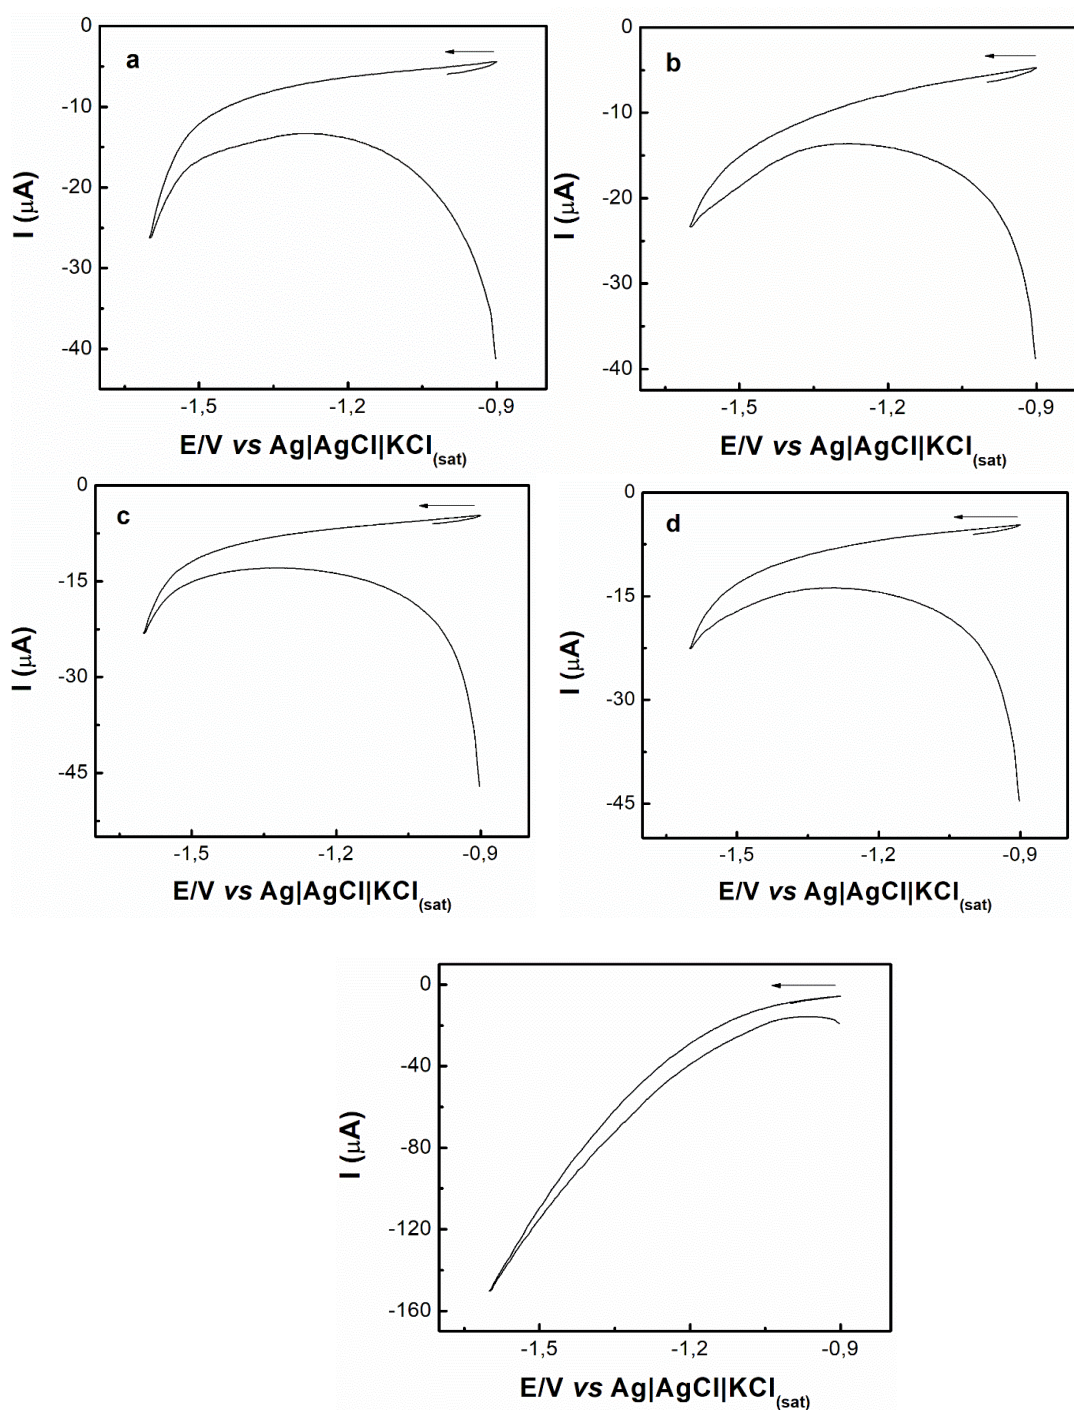 a
0
-10
-20
-30
-40
I (μA)
-1,5 -1,2 -0,9
E/V vs Ag|AgCl|KCl(sat)
b
0
-10
-20
-30
-40
I (μA)
-1,5 -1,2 -0,9
E/V vs Ag|AgCl|KCl(sat)
c
0
-15
-30
-45
I (μA)
-1,5 -1,2 -0,9
E/V vs Ag|AgCl|KCl(sat)
d
0
-15
-30
-45
I (μA)
-1,5 -1,2 -0,9
E/V vs Ag|AgCl|KCl(sat)
0
-40
-80
-120
-160
I (μA)
-1,5 -1,2 -0,9
E/V vs Ag|AgCl|KCl(sat)